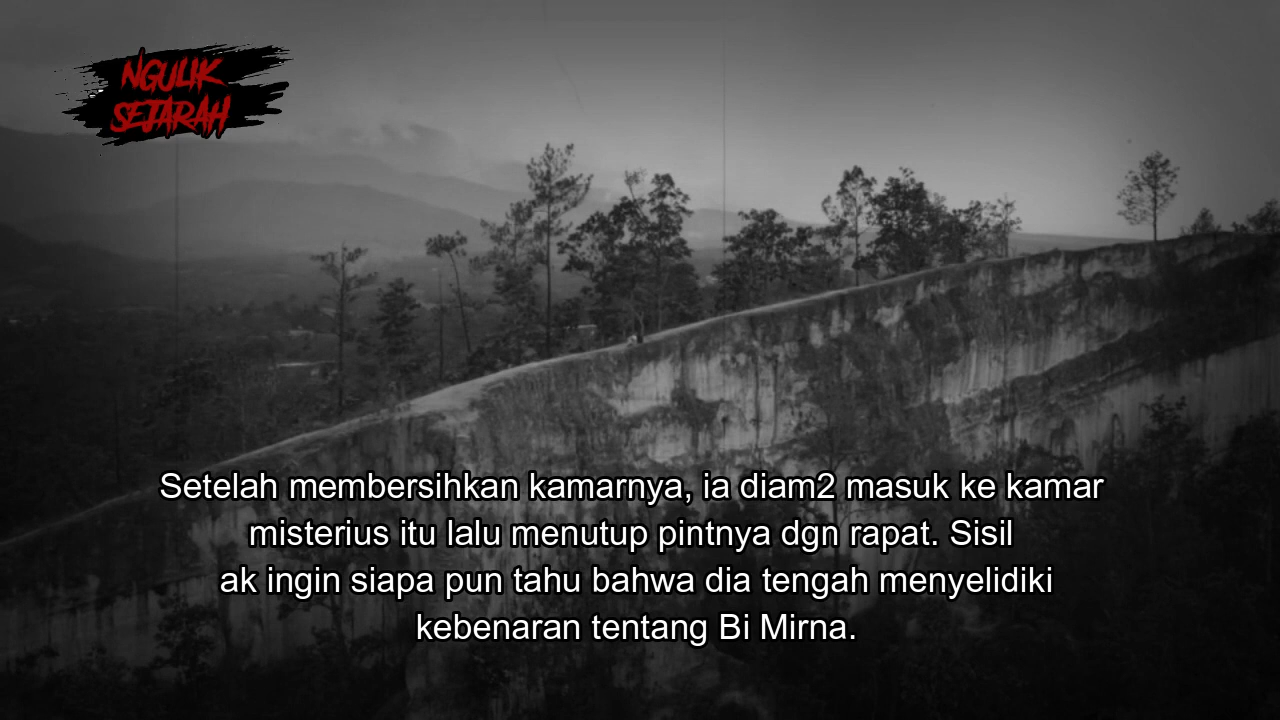 NGULIK
SEJARAH
Setelah membersihkan kamarnya, ia diam2 masuk ke kamar
misterius itu lalu menutup pintnya dgn rapat. Sisil
ak ingin siapa pun tahu bahwa dia tengah menyelidiki
kebenaran tentang Bi Mirna.